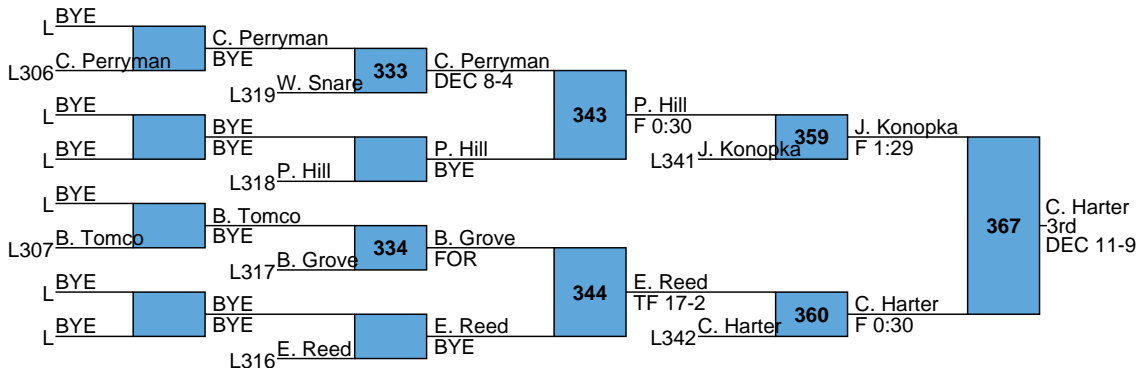 L BYE
L306 C. Perryman
C. Perryman
BYE
L319 W. Snare
333
C. Perryman
DEC 8-4
L BYE
L BYE
BYE
BYE
L318 P. Hill
P. Hill
BYE
343
P. Hill
F 0:30
L341 J. Konopka
359
J. Konopka
F 1:29
L BYE
L307 B. Tomco
B. Tomco
BYE
L317 B. Grove
334
B. Grove
FOR
L BYE
L BYE
BYE
BYE
L316 E. Reed
E. Reed
BYE
344
E. Reed
TF 17-2
L342 C. Harter
360
C. Harter
F 0:30
367
C. Harter
3rd
DEC 11-9